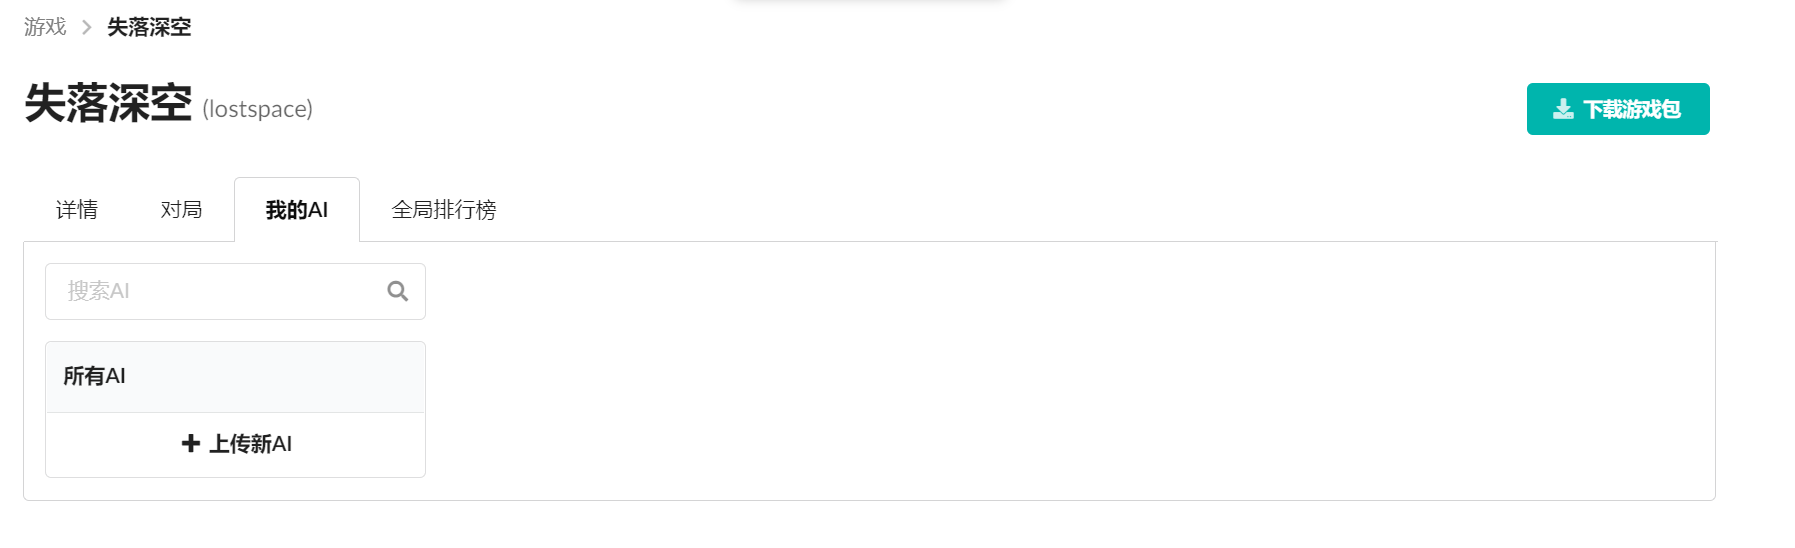 游戏 > 失落深空
失落深空 (lostspace)
下载游戏包
详情 对局 我的AI 全局排行榜
搜索AI
所有AI
上传新AI